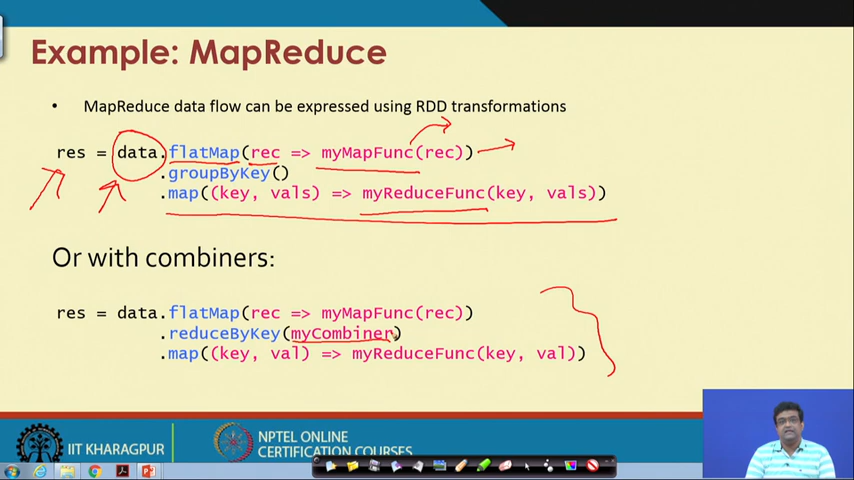 Example: MapReduce
• MapReduce data flow can be expressed using RDD transformations
res = data.flatMap(rec => myMapFunc(rec))
.groupByKey()
.map((key, vals) => myReduceFunc(key, vals))
Or with combiners:
res = data.flatMap(rec => myMapFunc(rec))
.reduceByKey(myCombiner)
.map((key, val) => myReduceFunc(key, val))
IIT KHARAGPUR
NPTEL ONLINE
CERTIFICATION COURSES